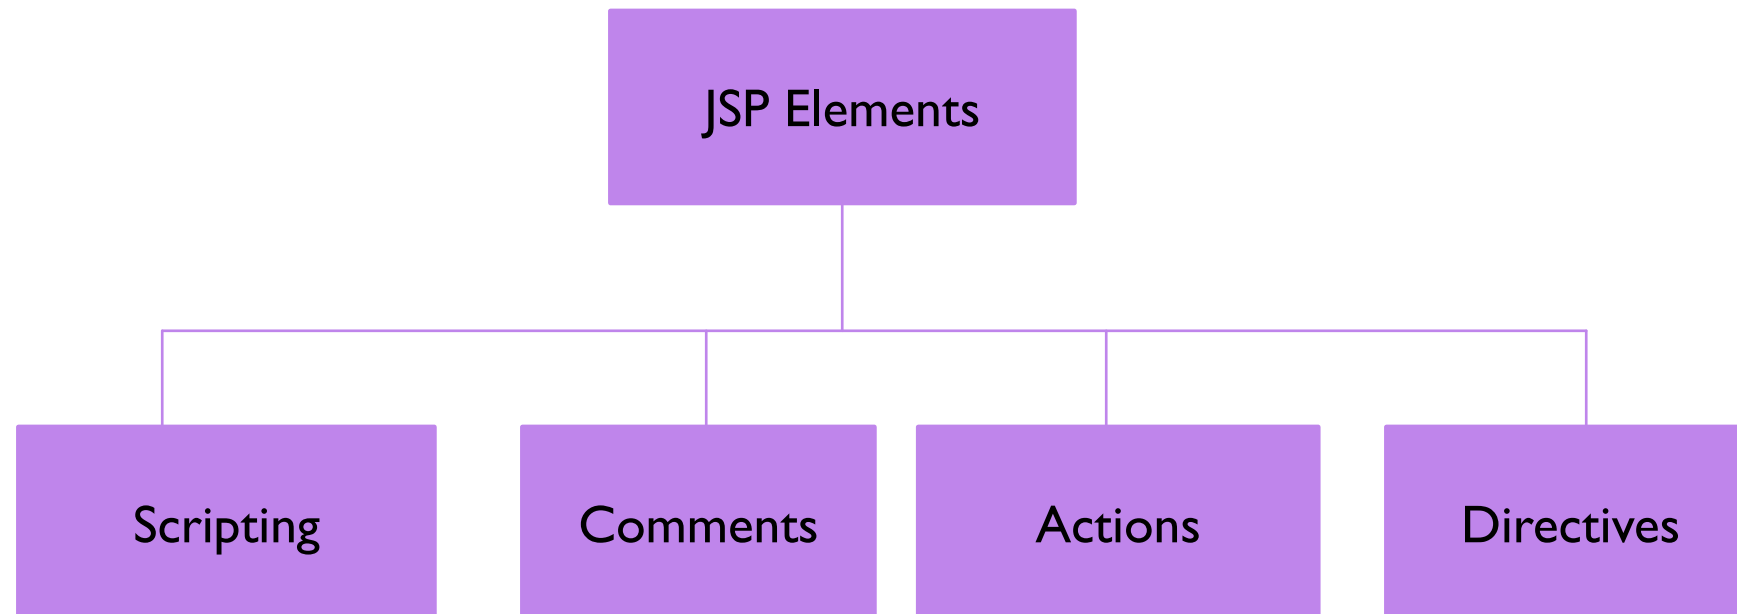 JSP Elements
Scripting
Comments
Actions
Directives